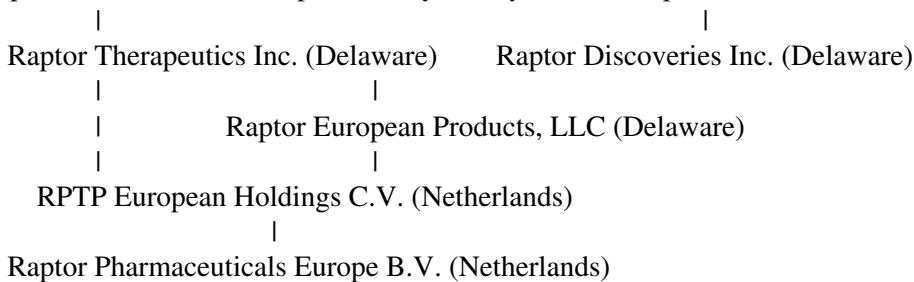 |                                                                                  |
Raptor Therapeutics Inc. (Delaware)        Raptor Discoveries Inc. (Delaware)
|                                     |
|                 Raptor European Products, LLC (Delaware)
|                                     |
RPTP European Holdings C.V. (Netherlands)
|
Raptor Pharmaceuticals Europe B.V. (Netherlands)